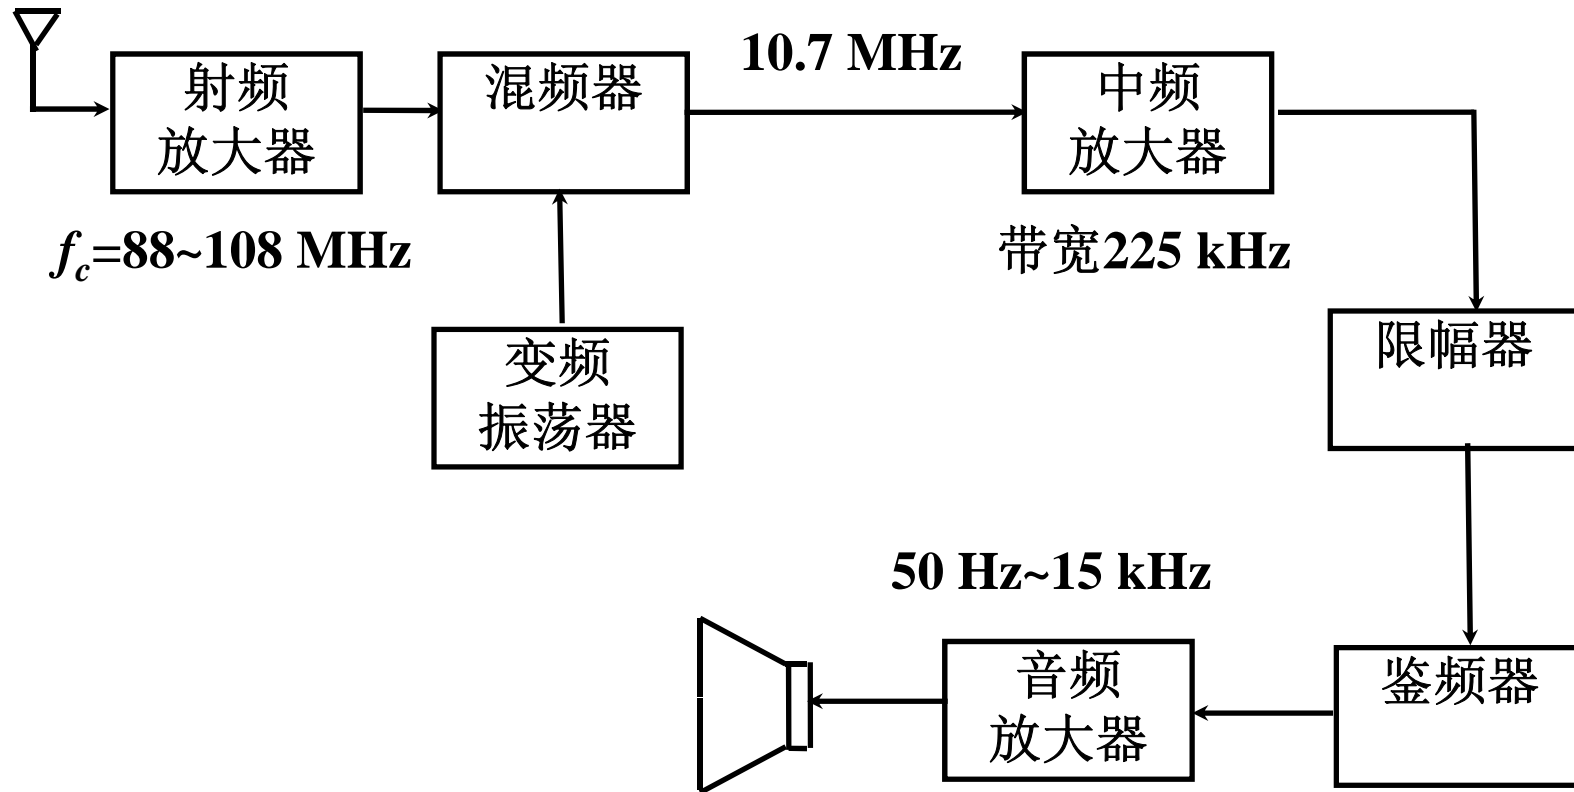 射频
放大器
混频器
10.7 MHz
中频
放大器
fc=88~108 MHz
带宽225 kHz
变频
振荡器
限幅器
50 Hz~15 kHz
音频
放大器
鉴频器